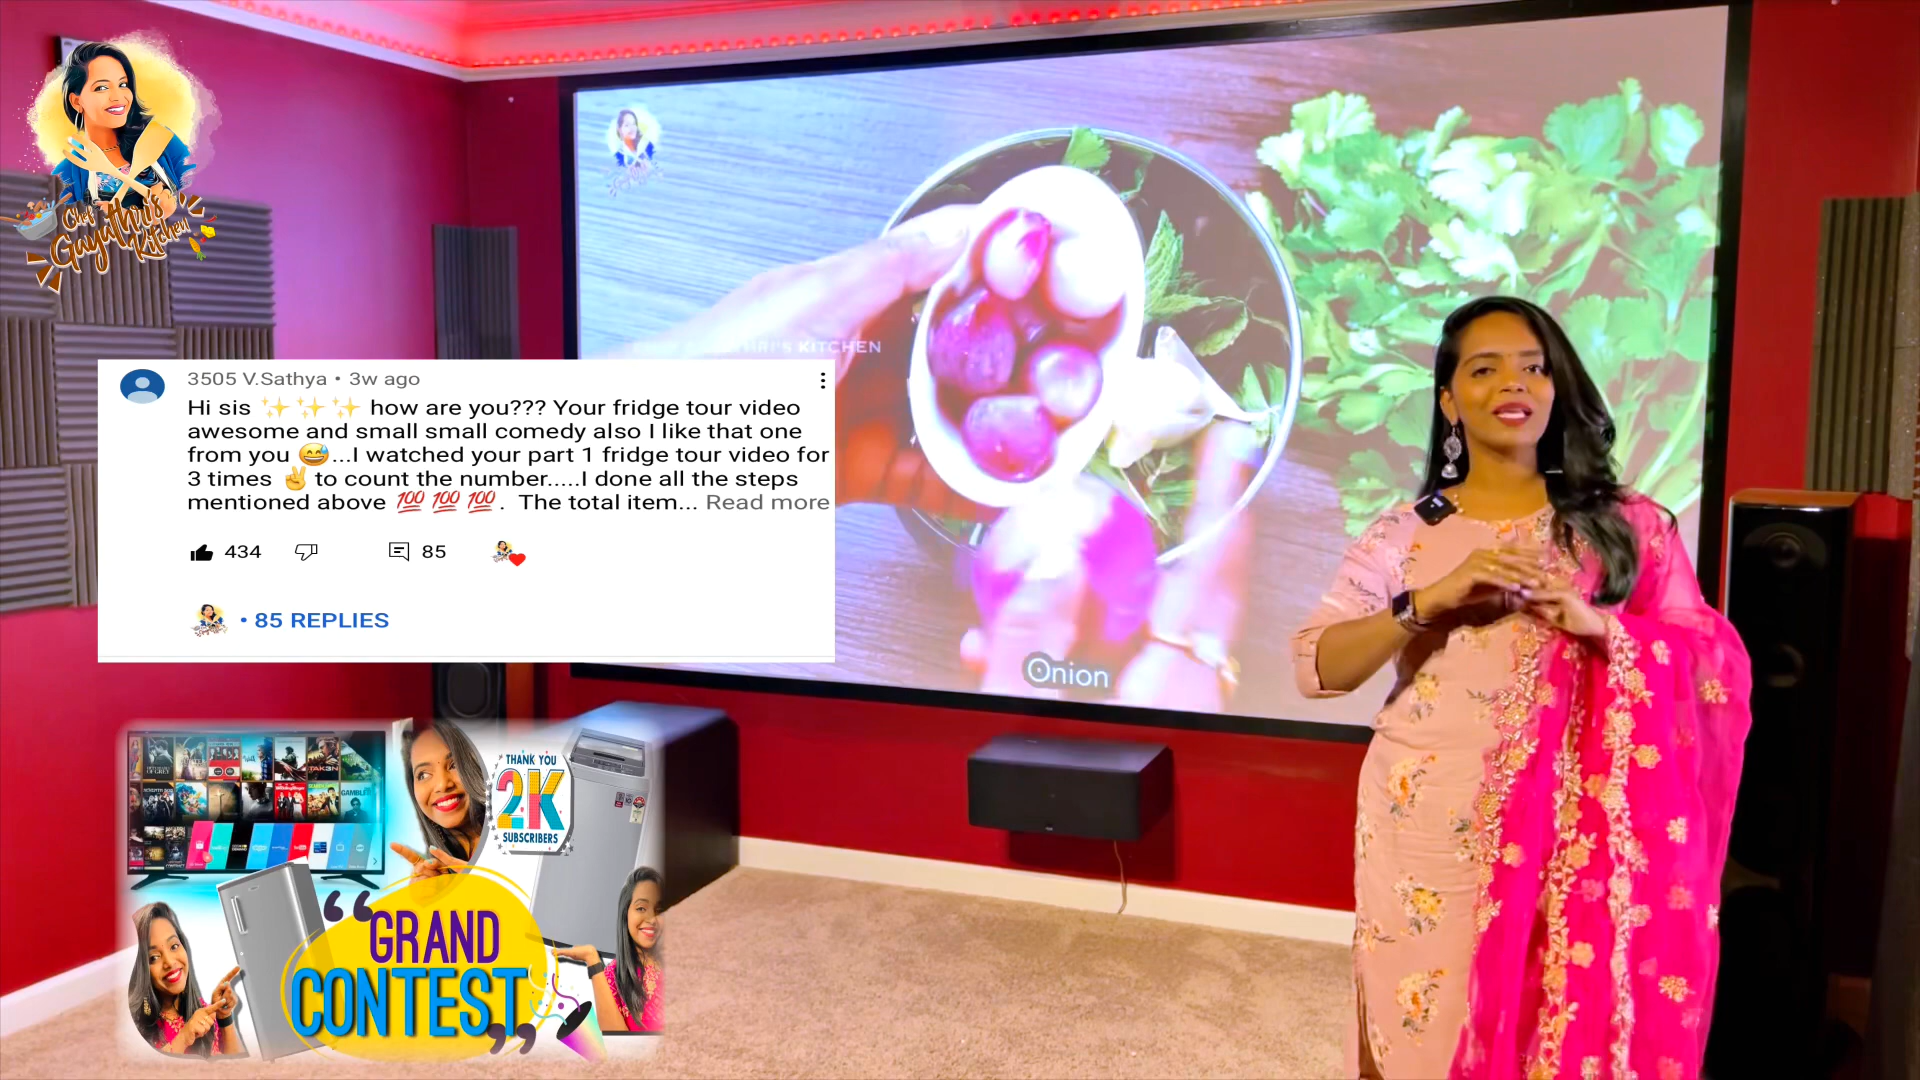 Chef
Gayathri's
Kitchen
3505 V.Sathya • 3w ago
Hi sis ✨✨✨ how are you??? Your fridge tour video
awesome and small small comedy also I like that one
from you 😅...I watched your part 1 fridge tour video for
3 times ✌️ to count the number.....I done all the steps
mentioned above 💯 💯 💯. The total item... Read more
434
85
• 85 REPLIES
Onion
THANK YOU
2K
SUBSCRIBERS
TAK3N
“GRAND
CONTEST”